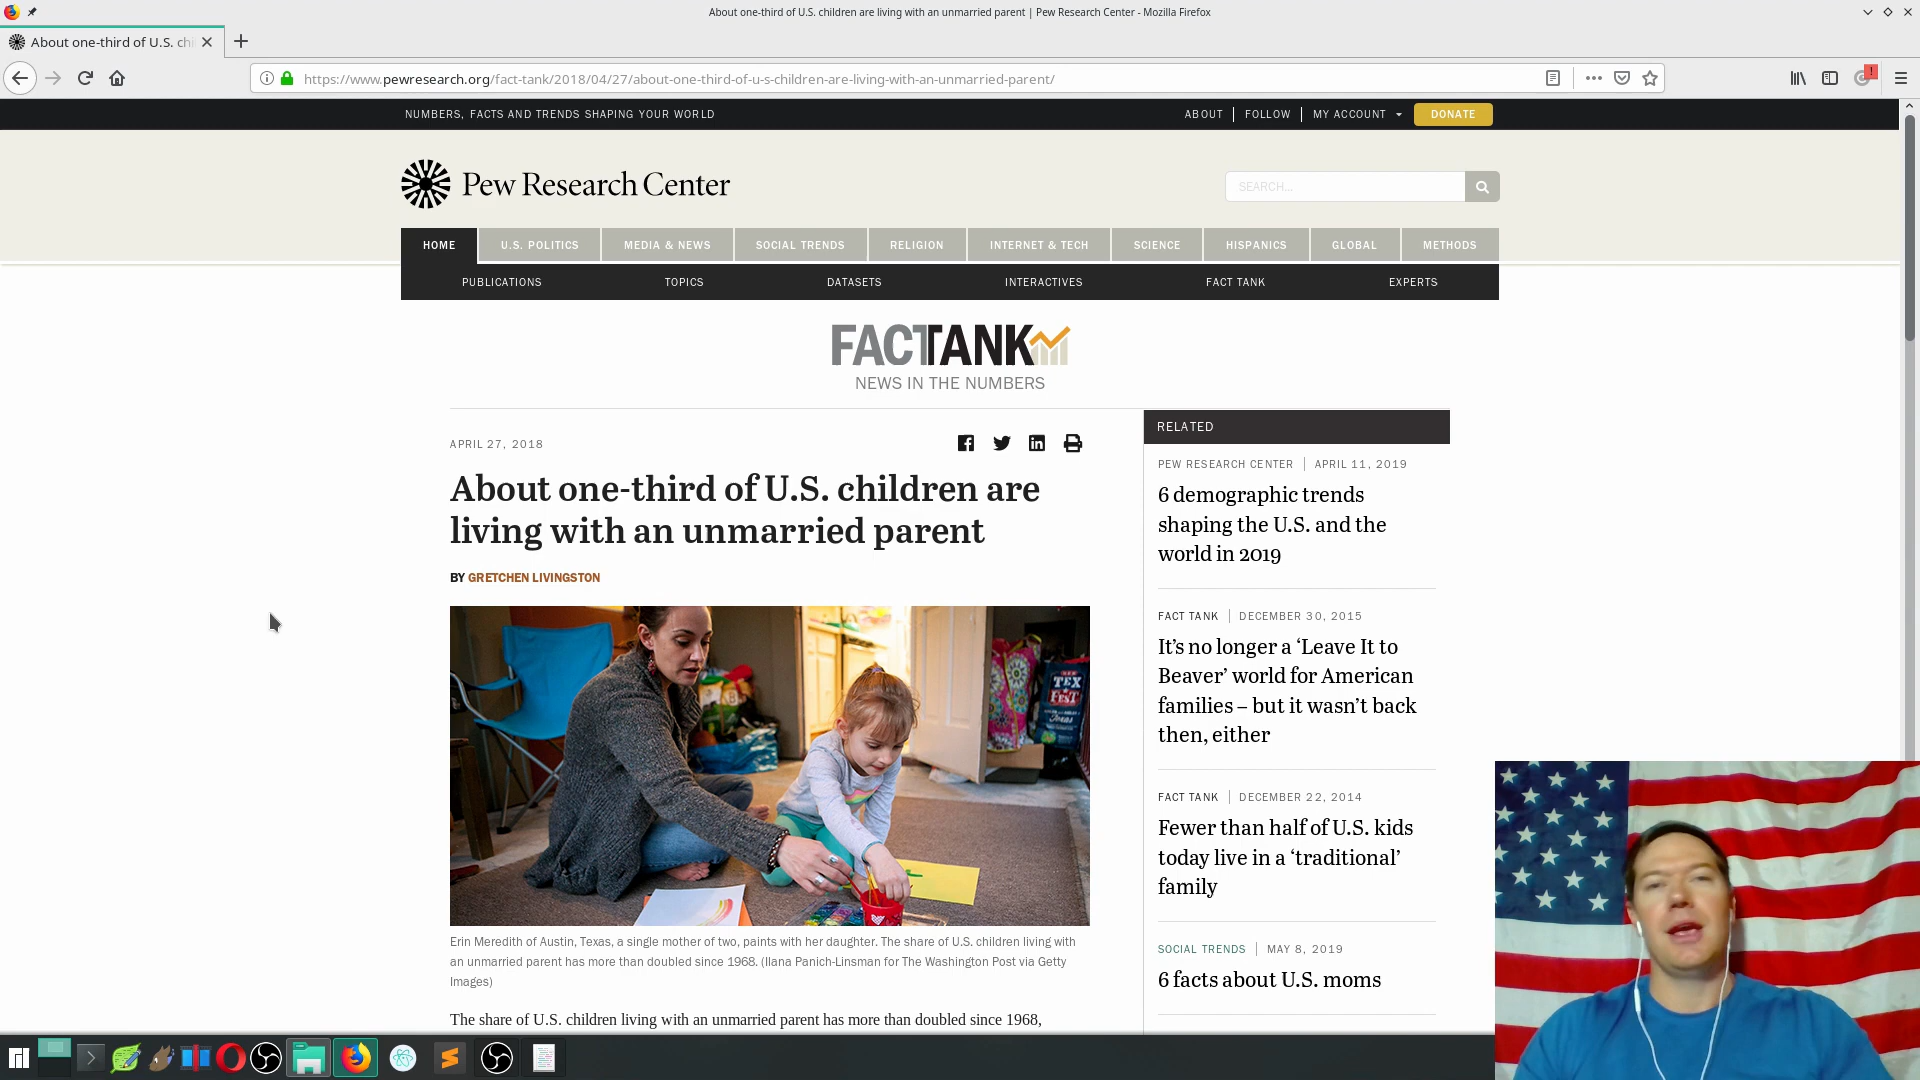 About one-third of U.S. children are living with an unmarried parent | Pew Research Center - Mozilla Firefox
About one-third of U.S. chi
https://www.pewresearch.org/fact-tank/2018/04/27/about-one-third-of-u-s-children-are-living-with-an-unmarried-parent/
NUMBERS, FACTS AND TRENDS SHAPING YOUR WORLD
ABOUT FOLLOW MY ACCOUNT DONATE
Pew Research Center
SEARCH...
HOME U.S. POLITICS MEDIA & NEWS SOCIAL TRENDS RELIGION INTERNET & TECH SCIENCE HISPANICS GLOBAL METHODS
PUBLICATIONS TOPICS DATASETS INTERACTIVES FACT TANK EXPERTS
FACTTANK
NEWS IN THE NUMBERS
APRIL 27, 2018
About one-third of U.S. children are
living with an unmarried parent
BY GRETCHEN LIVINGSTON
TEX
FEST
Texas
Erin Meredith of Austin, Texas, a single mother of two, paints with her daughter. The share of U.S. children living with
an unmarried parent has more than doubled since 1968. (Ilana Panich-Linsman for The Washington Post via Getty
Images)
The share of U.S. children living with an unmarried parent has more than doubled since 1968,
RELATED
PEW RESEARCH CENTER | APRIL 11, 2019
6 demographic trends
shaping the U.S. and the
world in 2019
FACT TANK | DECEMBER 30, 2015
It’s no longer a ‘Leave It to
Beaver’ world for American
families – but it wasn’t back
then, either
FACT TANK | DECEMBER 22, 2014
Fewer than half of U.S. kids
today live in a ‘traditional’
family
SOCIAL TRENDS | MAY 8, 2019
6 facts about U.S. moms